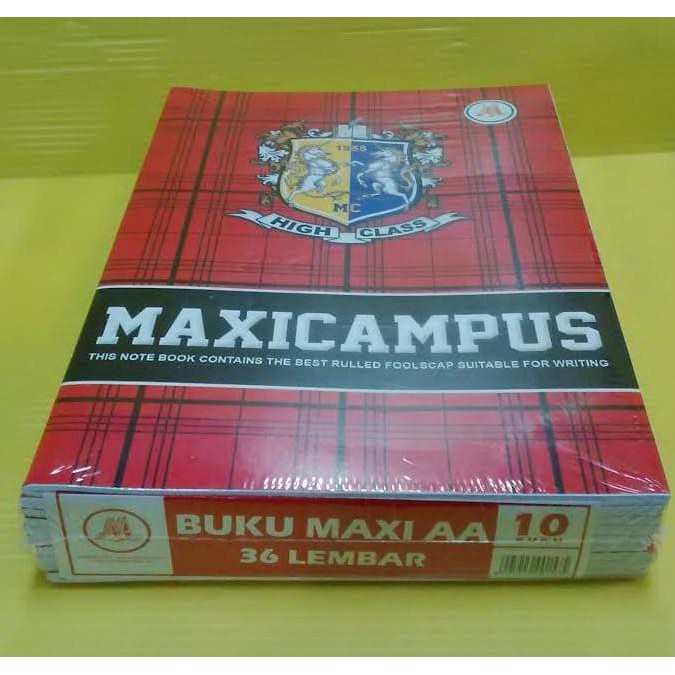 1955
MC
HIGH CLASS
MAXICAMPUS
THIS NOTE BOOK CONTAINS THE BEST RULLED FOOLSCAP SUITABLE FOR WRITING
BUKU MAXI AA
36 LEMBAR
10
BUKU